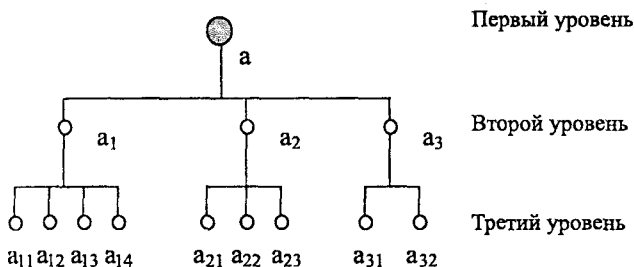 Первый уровень
a
a₁ a₂ a₃ Второй уровень
Третий уровень
a₁₁ a₁₂ a₁₃ a₁₄ a₂₁ a₂₂ a₂₃ a₃₁ a₃₂